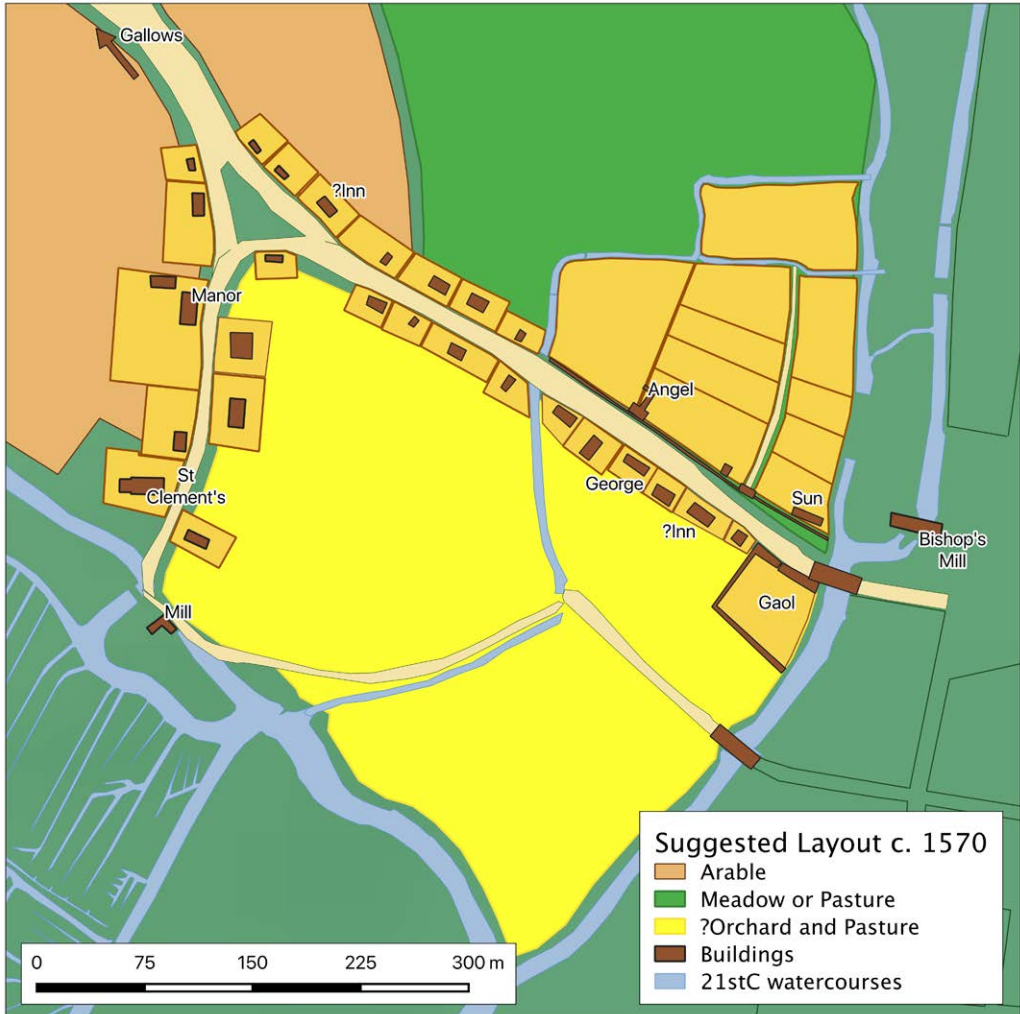 Gallows
?Inn
Manor
Angel
St
Clement's
George
Sun
?Inn
Bishop's
Mill
Gaol
Mill
Suggested Layout c. 1570
Arable
Meadow or Pasture
?Orchard and Pasture
Buildings
21stC watercourses
0 75 150 225 300 m